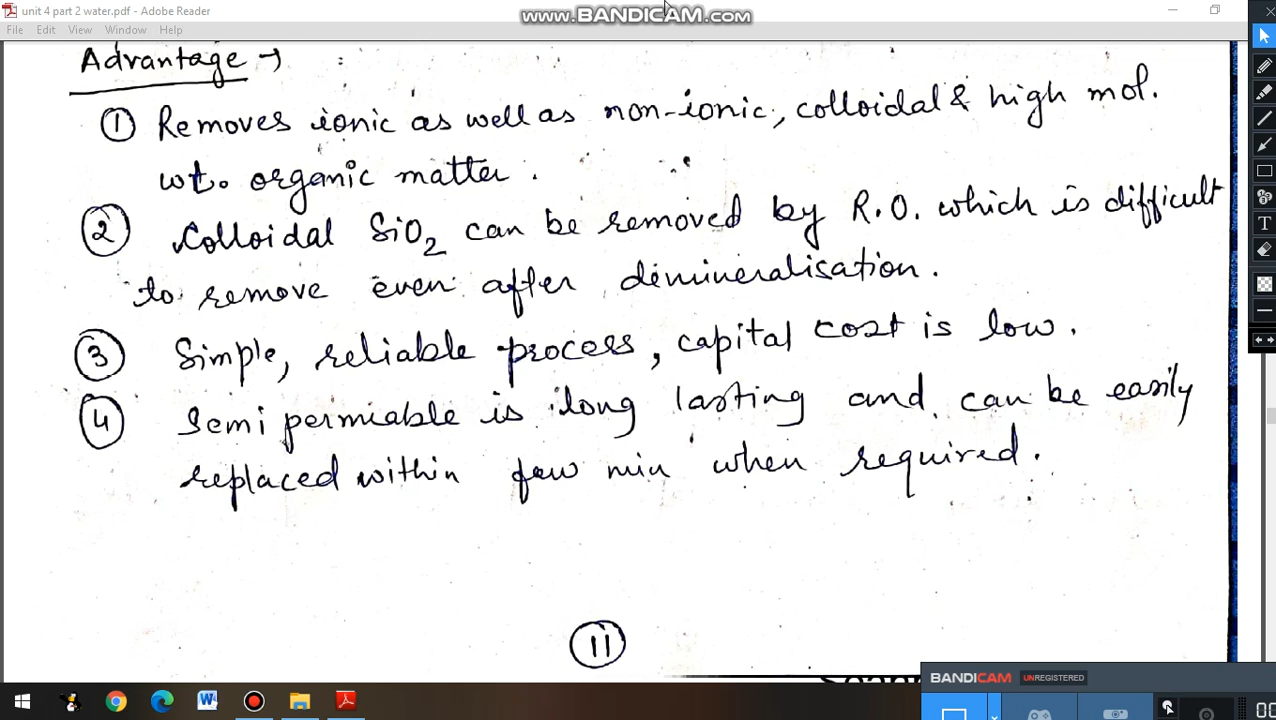 unit 4 part 2 water.pdf - Adobe Reader
www.BANDICAM.com
File Edit View Window Help
Advantage →
① Removes ionic as well as non-ionic, colloidal & high mol.
wt. organic matter.
② Colloidal SiO2 can be removed by R.O. which is difficult
to remove even after demineralisation.
③ Simple, reliable process, capital cost is low.
④ Semi permiable is long lasting and can be easily
replaced within few min when required.
11
BANDICAM UNREGISTERED